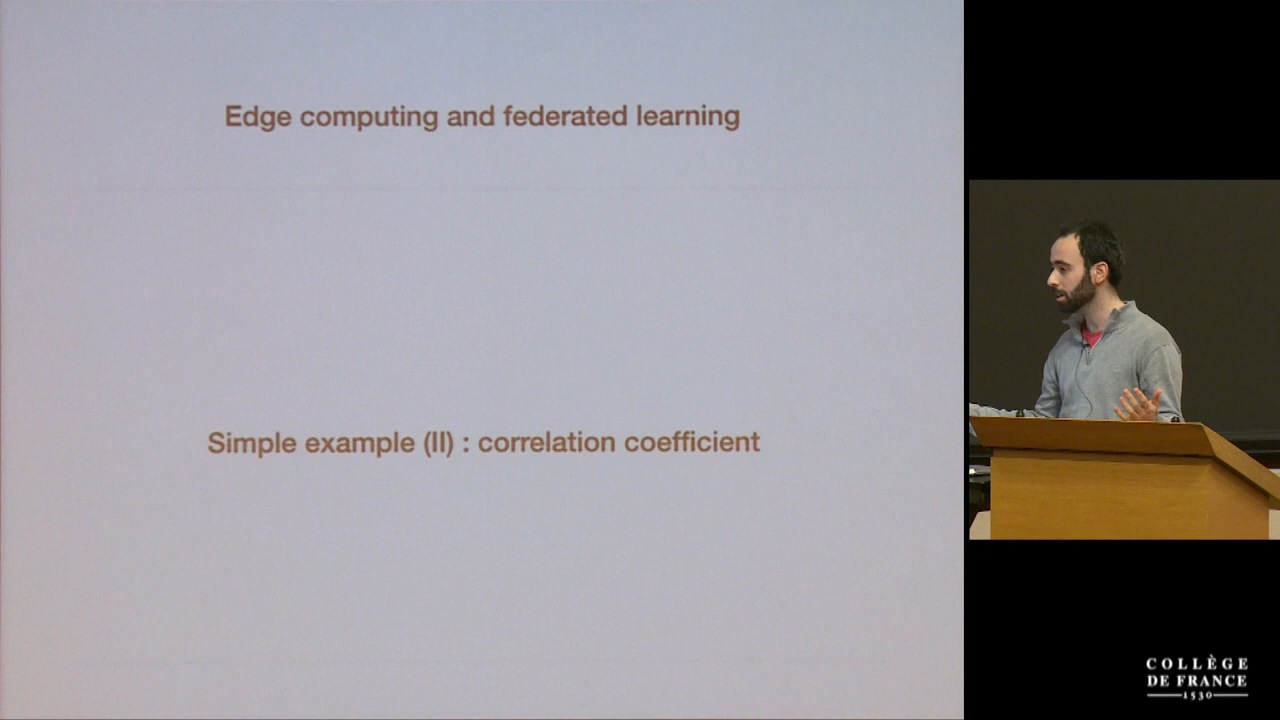 Edge computing and federated learning
Simple example (II) : correlation coefficient
COLLÈGE
DE FRANCE
1530